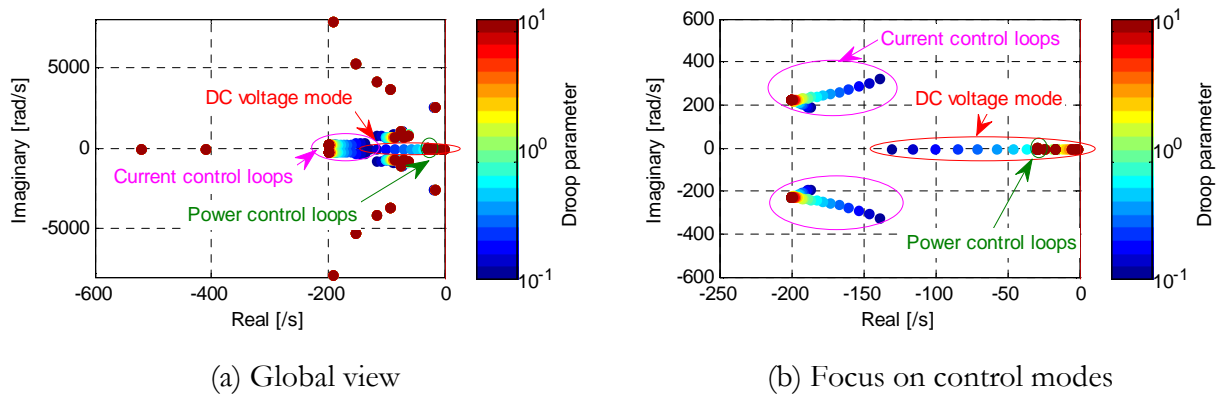 5000
0
-5000
-600
-400
-200
0
Imaginary [rad/s]
Real [/s]
DC voltage mode
Current control loops
Power control loops
10^1
10^0
10^-1
Droop parameter
(a) Global view
600
400
200
0
-200
-400
-600
-250
-200
-150
-100
-50
0
Imaginary [rad/s]
Real [/s]
Current control loops
DC voltage mode
Power control loops
10^1
10^0
10^-1
Droop parameter
(b) Focus on control modes